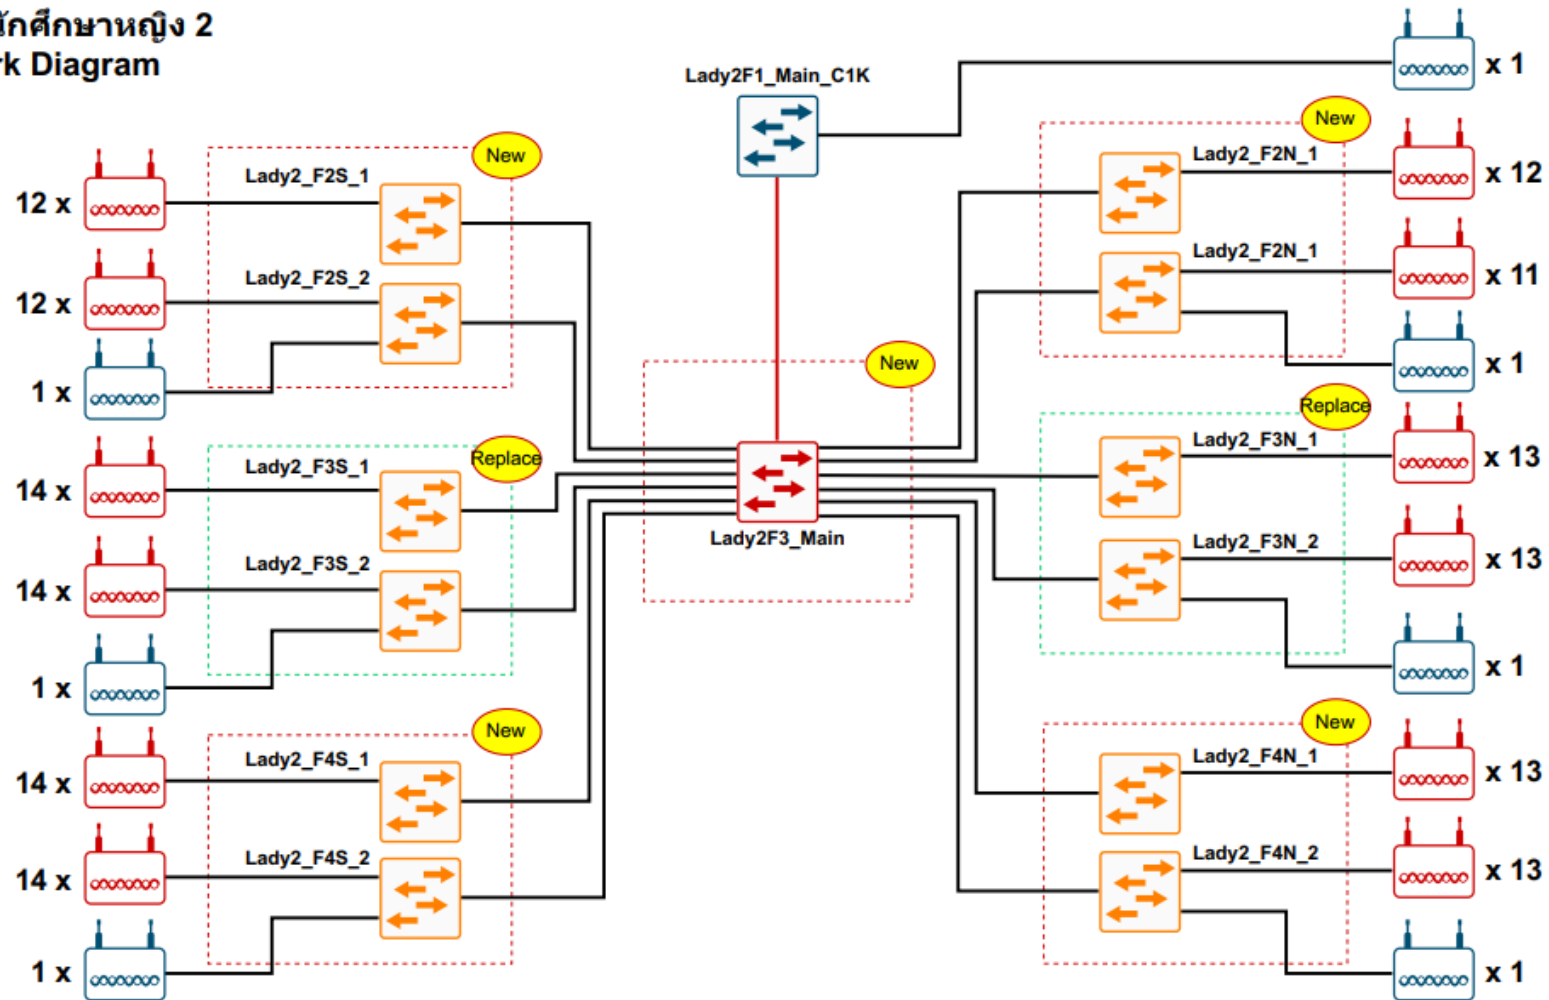 นักศึกษาหญิง 2
rk Diagram
Lady2F1_Main_C1K
x 1
New
Lady2_F2S_1
12 x
Lady2_F2S_2
12 x
1 x
New
Lady2_F2N_1
x 12
Lady2_F2N_1
x 11
x 1
New
Lady2F3_Main
Replace
Lady2_F3S_1
14 x
Lady2_F3S_2
14 x
1 x
Replace
Lady2_F3N_1
x 13
Lady2_F3N_2
x 13
x 1
New
Lady2_F4S_1
14 x
Lady2_F4S_2
14 x
1 x
New
Lady2_F4N_1
x 13
Lady2_F4N_2
x 13
x 1